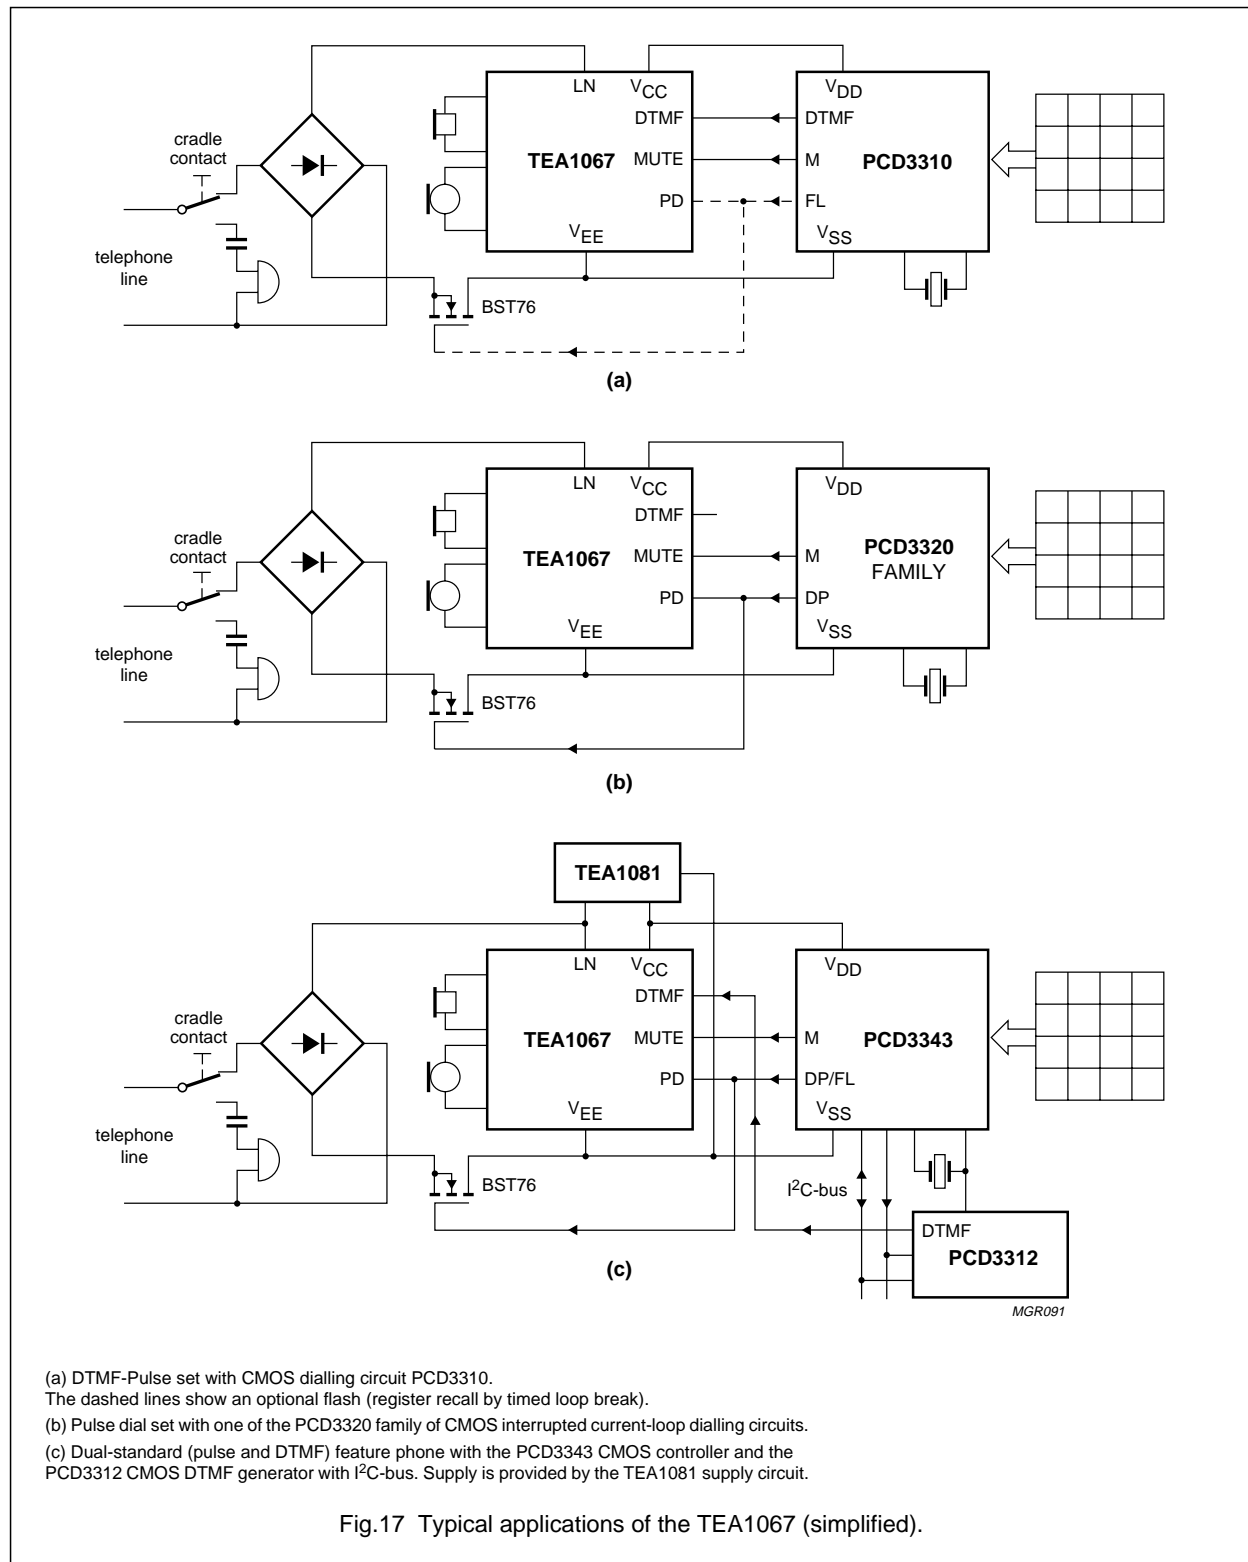 LN
VCC
VDD
DTMF
DTMF
cradle
contact
TEA1067
MUTE
M
PCD3310
PD
FL
VEE
VSS
telephone
line
BST76
(a)
LN
VCC
VDD
DTMF
cradle
contact
TEA1067
MUTE
M
PCD3320
FAMILY
PD
DP
VEE
VSS
telephone
line
BST76
(b)
TEA1081
LN
VCC
VDD
DTMF
cradle
contact
TEA1067
MUTE
M
PCD3343
PD
DP/FL
VEE
VSS
telephone
line
BST76
I²C-bus
DTMF
PCD3312
(c)
MGR091
(a) DTMF-Pulse set with CMOS dialling circuit PCD3310.
The dashed lines show an optional flash (register recall by timed loop break).
(b) Pulse dial set with one of the PCD3320 family of CMOS interrupted current-loop dialling circuits.
(c) Dual-standard (pulse and DTMF) feature phone with the PCD3343 CMOS controller and the
PCD3312 CMOS DTMF generator with I²C-bus. Supply is provided by the TEA1081 supply circuit.
Fig.17 Typical applications of the TEA1067 (simplified).